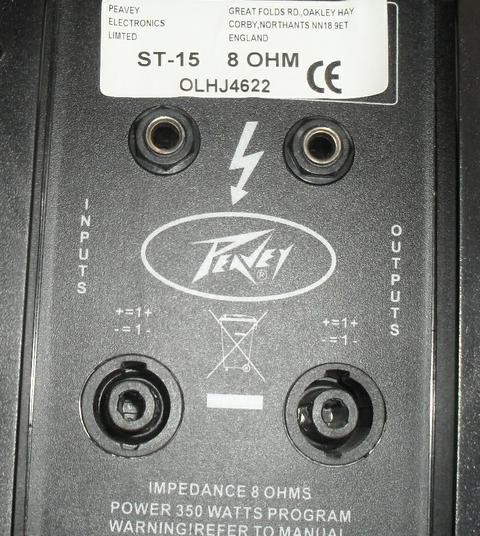 PEAVEY
ELECTRONICS
LIMTED
GREAT FOLDS RD.,OAKLEY HAY
CORBY,NORTHANTS NN18 9ET
ENGLAND
ST-15 8 OHM
OLHJ4622
CE
INPUTS
OUTPUTS
PEAVEY
®
+=1+
-=1-
+=1+
-=1-
IMPEDANCE 8 OHMS
POWER 350 WATTS PROGRAM
WARNING!REFER TO MANUAL